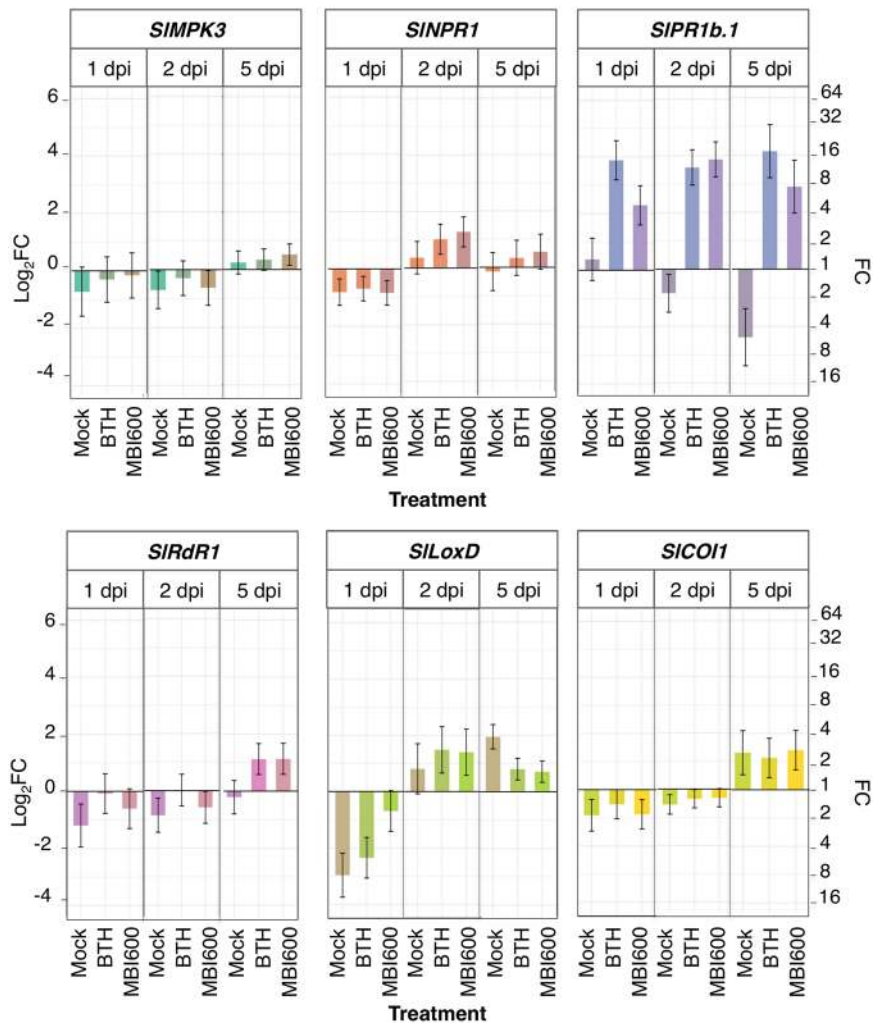 SlMPK3 SlNPR1 SlPR1b.1
1 dpi 2 dpi 5 dpi 1 dpi 2 dpi 5 dpi 1 dpi 2 dpi 5 dpi
6
4
2
0
-2
-4
Log2FC
64
32
16
8
4
2
1
2
4
8
16
FC
Mock BTH MBI600 Mock BTH MBI600 Mock BTH MBI600 Mock BTH MBI600 Mock BTH MBI600 Mock BTH MBI600 Mock BTH MBI600 Mock BTH MBI600 Mock BTH MBI600
Treatment
SlRdR1 SlLoxD SlCOI1
1 dpi 2 dpi 5 dpi 1 dpi 2 dpi 5 dpi 1 dpi 2 dpi 5 dpi
6
4
2
0
-2
-4
Log2FC
64
32
16
8
4
2
1
2
4
8
16
FC
Mock BTH MBI600 Mock BTH MBI600 Mock BTH MBI600 Mock BTH MBI600 Mock BTH MBI600 Mock BTH MBI600 Mock BTH MBI600 Mock BTH MBI600 Mock BTH MBI600
Treatment